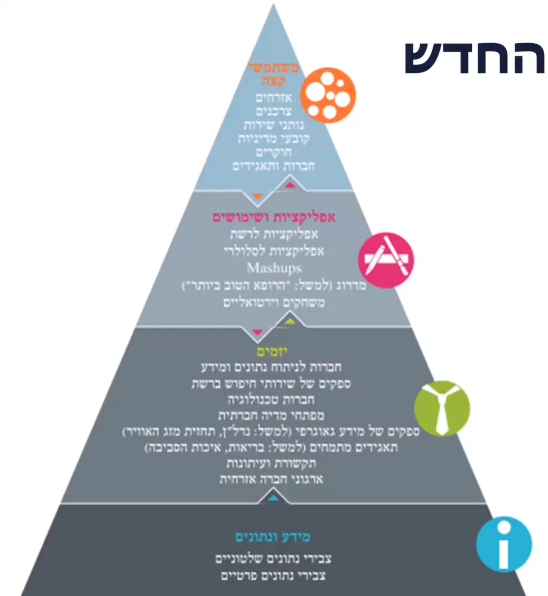 החדש
משתמשי
קצה
אזרחים
צרכנים
נותני שירות
קובעי מדיניות
חוקרים
חברות ותאגידים
אפליקציות ושימושים
אפליקציות לרשת
אפליקציות לסלולרי
Mashups
מדרוג (למשל: "הרופא הטוב ביותר")
משחקים וירטואליים
יזמים
חברות לניתוח נתונים ומידע
ספקים של שירותי חיפוש ברשת
חברות טכנולוגיה
מפתחי מדיה חברתית
ספקים של מידע גאוגרפי (למשל: נדל"ן, תחזית מזג האוויר)
תאגידים מתמחים (למשל: בריאות, איכות הסביבה)
תקשורת ועיתונות
ארגוני חברה אזרחית
מידע ונתונים
צבירי נתונים שלטוניים
צבירי נתונים פרטיים